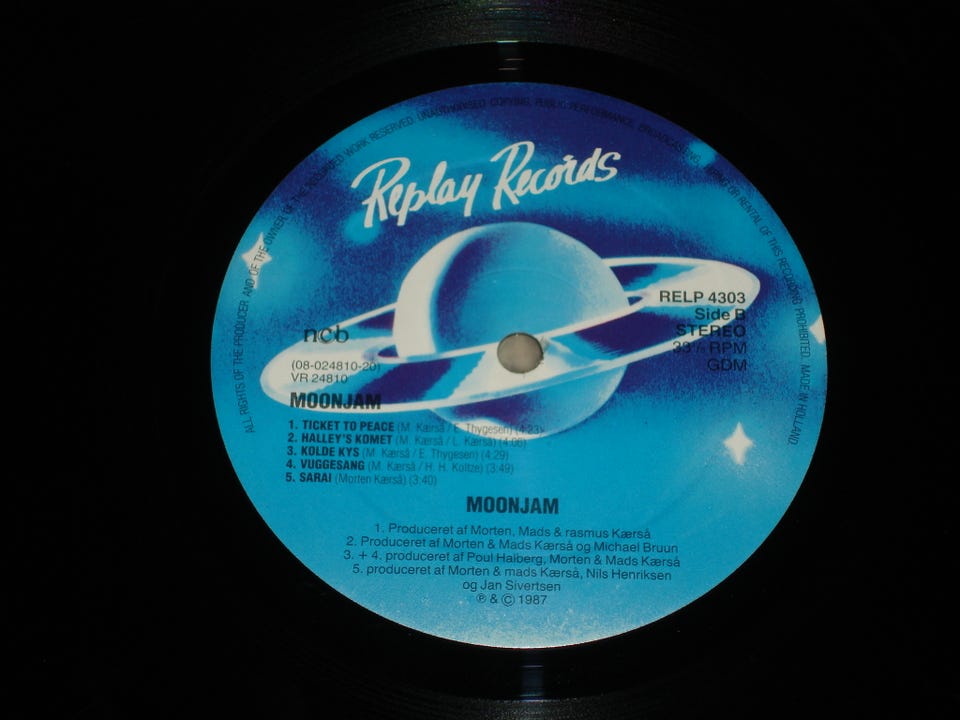 ALL RIGHTS OF THE PRODUCER AND OF THE OWNER OF THE RECORDED WORK RESERVED. UNAUTHORISED COPYING, PUBLIC PERFORMANCE, BROADCASTING, HIRING OR RENTAL OF THIS RECORDING PROHIBITED. MADE IN HOLLAND.
Replay Records
RELP 4303
Side B
STEREO
33⅓ RPM
GDM
ncb
(08-024810-20)
VR 24810
MOONJAM
1. TICKET TO PEACE (M. Kærså / E. Thygesen) (4:23)
2. HALLEY'S KOMET (M. Kærså / L. Kærså) (4:06)
3. KOLDE KYS (M. Kærså / E. Thygesen) (4:29)
4. VUGGESANG (M. Kærså / H. H. Koltze) (3:49)
5. SARAI (Morten Kærså) (3:40)
MOONJAM
1. Produceret af Morten, Mads & rasmus Kærså
2. Produceret af Morten & Mads Kærså og Michael Bruun
3. + 4. produceret af Poul Halberg, Morten & Mads Kærså
5. produceret af Morten & mads Kærså, Nils Henriksen
og Jan Sivertsen
℗ & © 1987